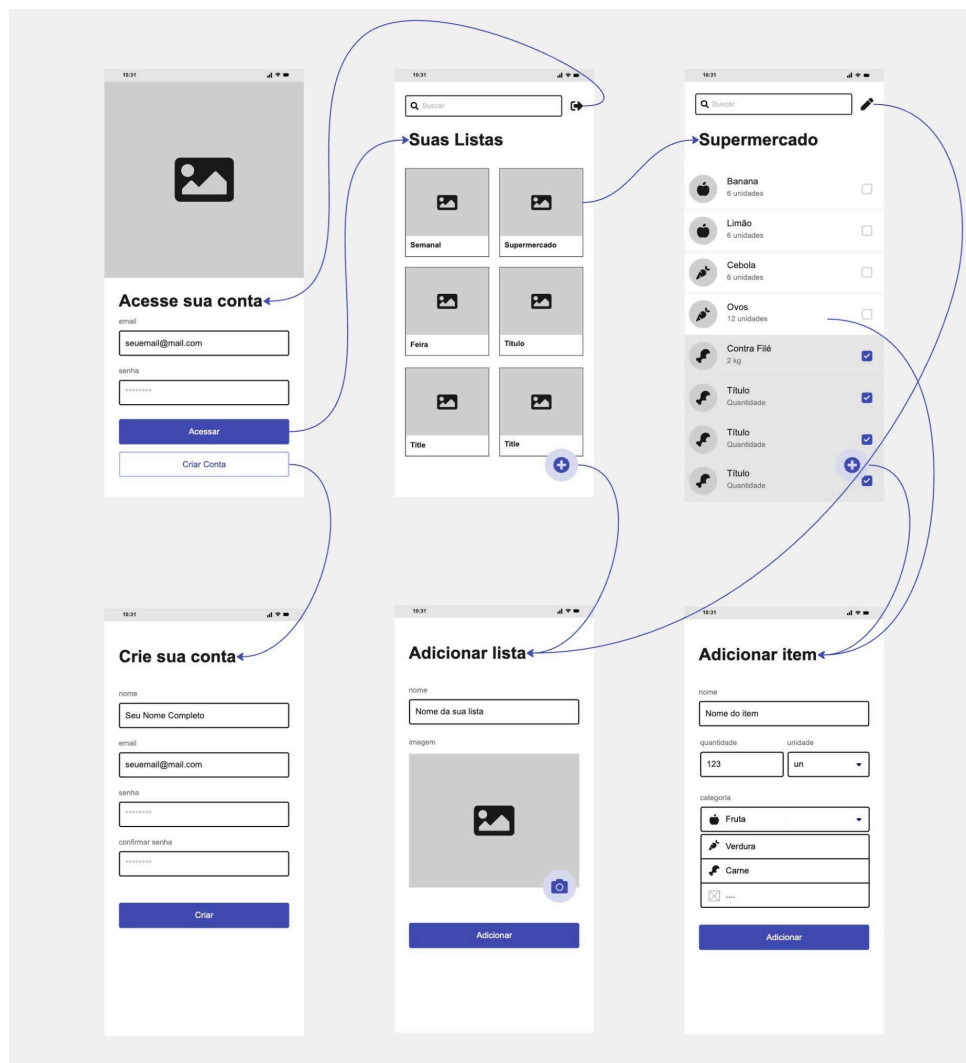 10:31
Acesse sua conta
email
seuemail@mail.com
senha
********
Acessar
Criar Conta
10:31
Buscar
Suas Listas
Semanal
Supermercado
Feira
Titulo
Title
Title
10:31
Buscar
Supermercado
Banana
6 unidades
Limão
6 unidades
Cebola
6 unidades
Ovos
12 unidades
Contra Filé
2 kg
Título
Quantidade
Título
Quantidade
Título
Quantidade
10:31
Crie sua conta
nome
Seu Nome Completo
email
seuemail@mail.com
senha
********
confirmar senha
********
Criar
10:31
Adicionar lista
nome
Nome da sua lista
imagem
Adicionar
10:31
Adicionar item
nome
Nome do item
quantidade
unidade
123
un
categoria
Fruta
Verdura
Carne
....
Adicionar